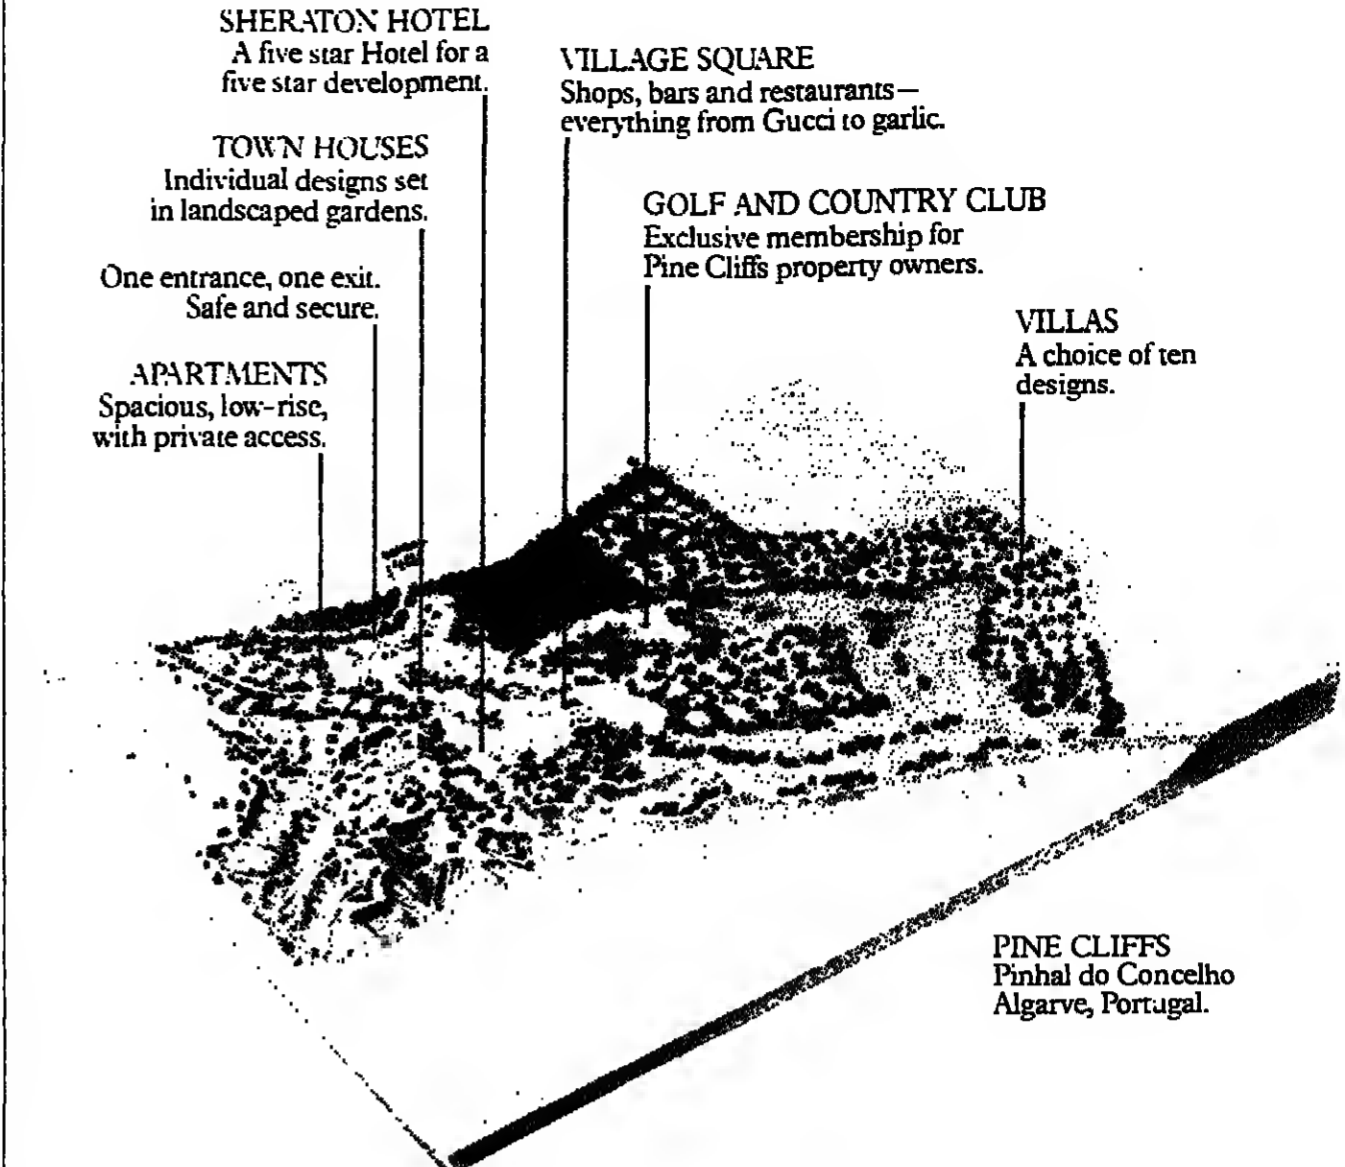 SHERATON HOTEL
A five star Hotel for a
five star development.
VILLAGE SQUARE
Shops, bars and restaurants—
everything from Gucci to garlic.
TOWN HOUSES
Individual designs set
in landscaped gardens.
GOLF AND COUNTRY CLUB
Exclusive membership for
Pine Cliffs property owners.
One entrance, one exit.
Safe and secure.
VILLAS
A choice of ten
designs.
APARTMENTS
Spacious, low-rise,
with private access.
PINE CLIFFS
Pinhal do Concelho
Algarve, Portugal.